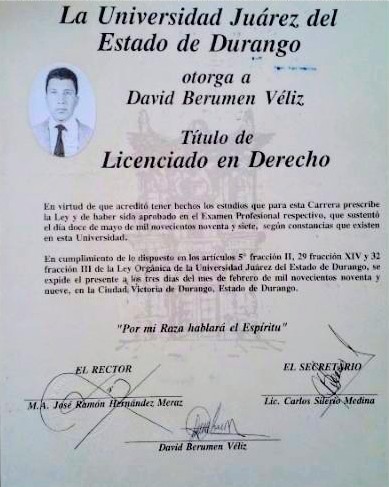 La Universidad Juárez del
Estado de Durango
otorga a
David Berumen Véliz
Título de
Licenciado en Derecho
En virtud de que acreditó tener hechos los estudios que para esta Carrera prescribe
la Ley y de haber sido aprobado en el Examen Profesional respectivo, que sustentó
el día doce de mayo de mil novecientos noventa y siete, según constancias que existen
en esta Universidad.
En cumplimiento de lo dispuesto en los artículos 5° fracción II, 29 fracción XIV y 32
fracción III de la Ley Orgánica de la Universidad Juárez del Estado de Durango, se
expide el presente a los tres días del mes de febrero de mil novecientos noventa y
nueve, en la Ciudad Victoria de Durango, Estado de Durango.
"Por mi Raza hablará el Espíritu"
EL RECTOR
EL SECRETARIO
M.A. José Ramón Hernández Meraz
Lic. Carlos Silerio Medina
David Berumen Véliz